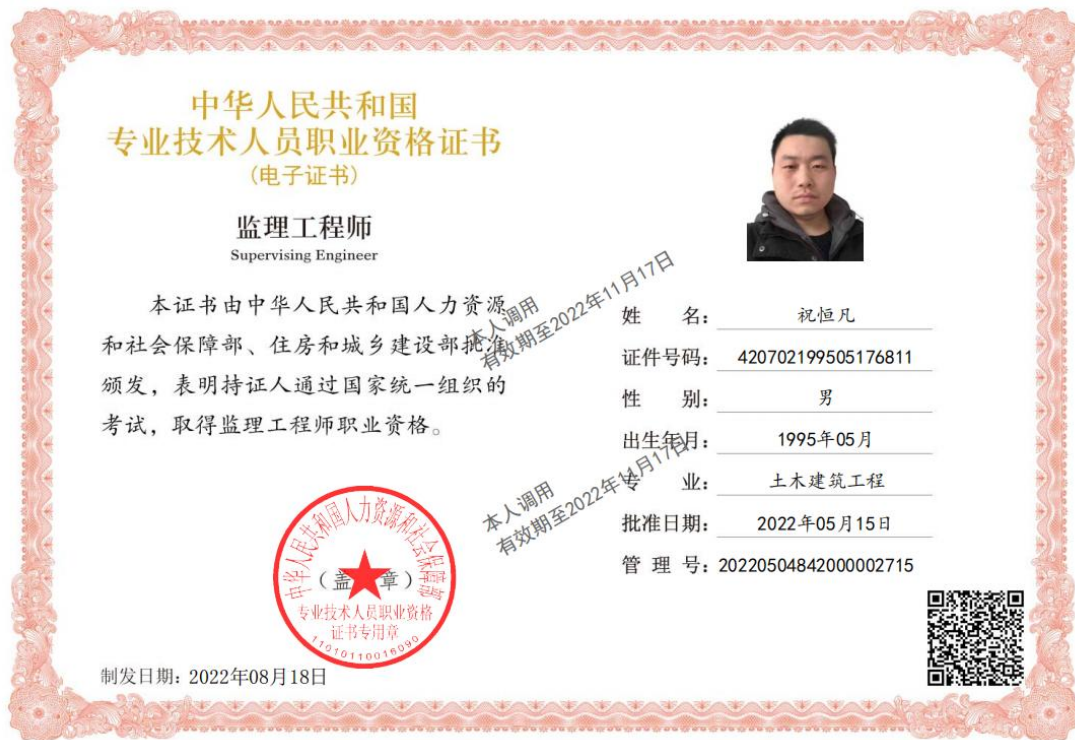 中华人民共和国
专业技术人员职业资格证书
(电子证书)
监理工程师
Supervising Engineer
本证书由中华人民共和国人力资源
和社会保障部、住房和城乡建设部批准
颁发，表明持证人通过国家统一组织的
考试，取得监理工程师职业资格。
本人调用
有效期至2022年11月17日
姓 名：祝恒凡
证件号码：420702199505176811
性 别：男
出生年月：1995年05月
专 业：土木建筑工程
批准日期：2022年05月15日
管 理 号：20220504842000002715
本人调用
有效期至2022年11月17日
中华人民共和国人力资源和社会保障部
（盖 章）
专业技术人员职业资格
证书专用章
11010110016090
制发日期：2022年08月18日